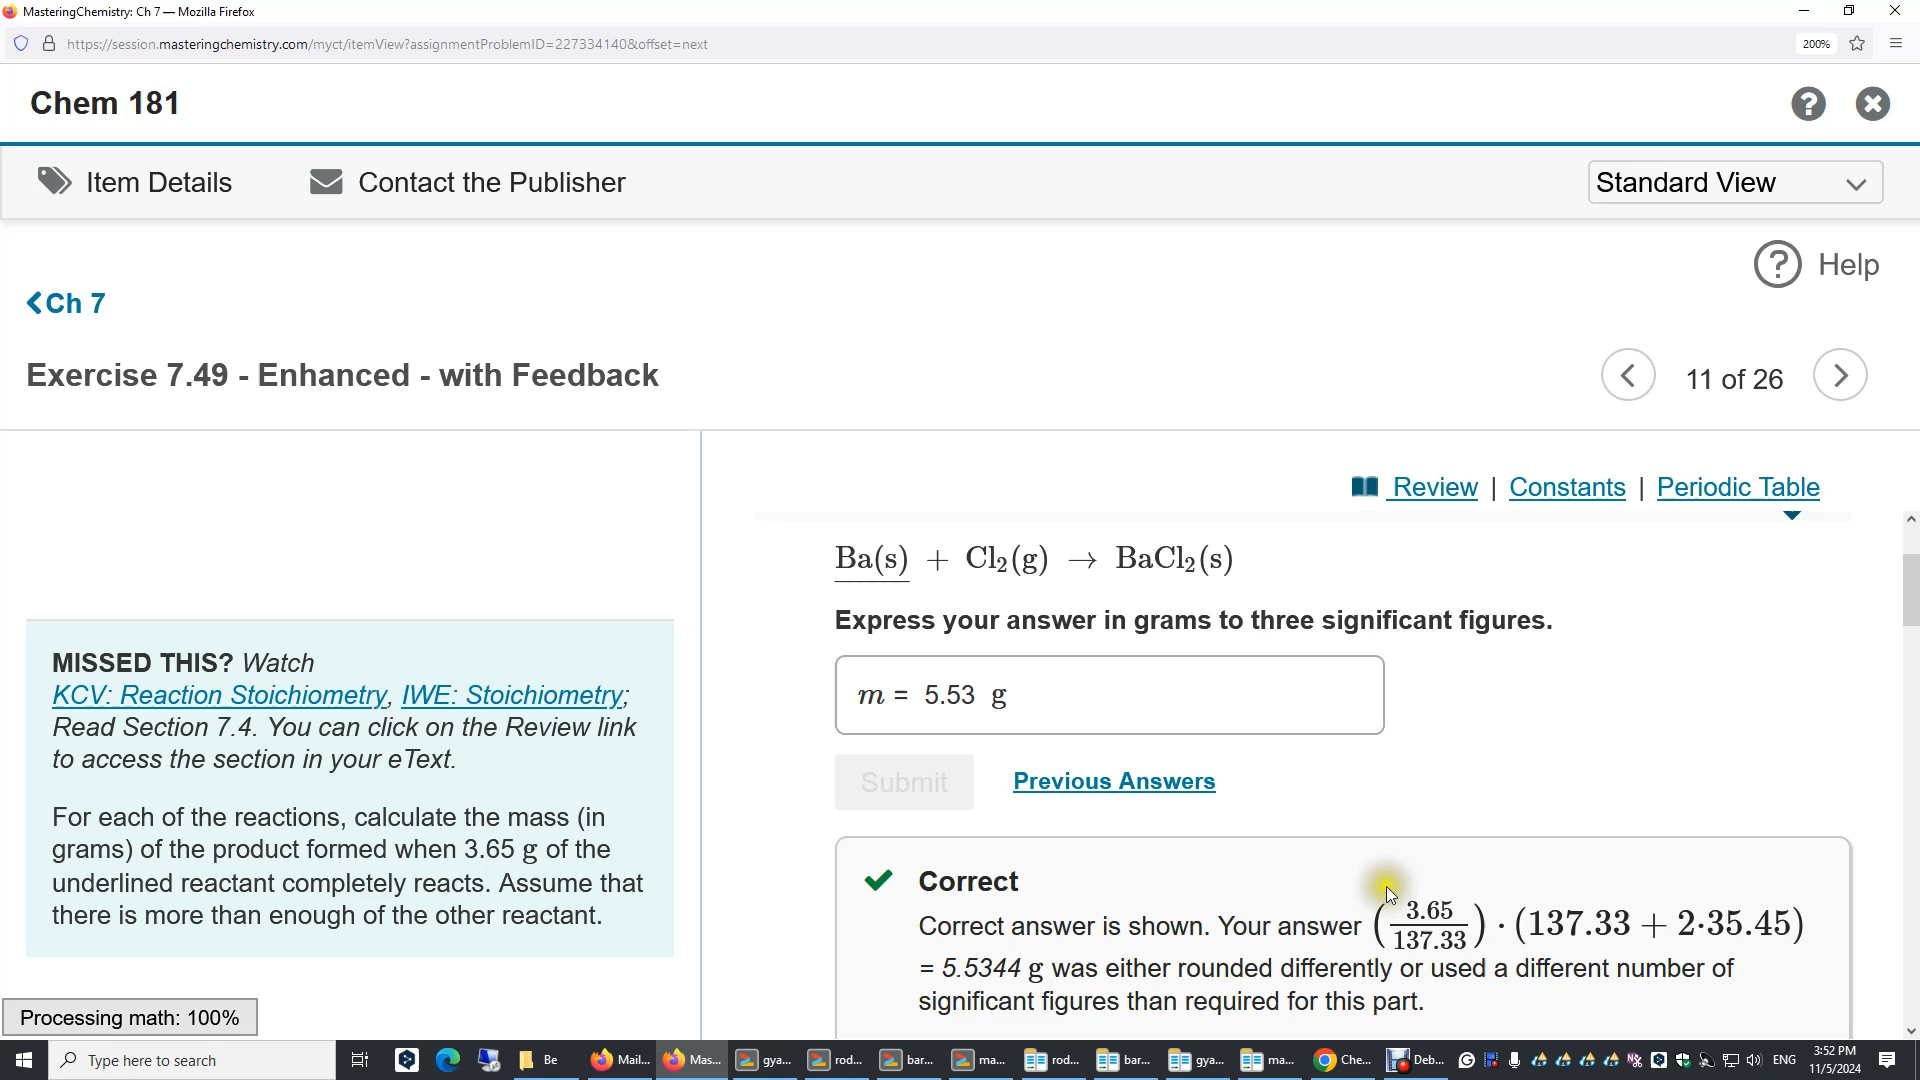 MasteringChemistry: Ch 7 — Mozilla Firefox
https://session.masteringchemistry.com/myct/itemView?assignmentProblemID=227334140&offset=next
200%
Chem 181
Item Details
Contact the Publisher
Standard View
Help
Ch 7
Exercise 7.49 - Enhanced - with Feedback
11 of 26
Review | Constants | Periodic Table
MISSED THIS? Watch
KCV: Reaction Stoichiometry, IWE: Stoichiometry;
Read Section 7.4. You can click on the Review link
to access the section in your eText.
For each of the reactions, calculate the mass (in
grams) of the product formed when 3.65 g of the
underlined reactant completely reacts. Assume that
there is more than enough of the other reactant.
Ba(s) + Cl₂(g) → BaCl₂(s)
Express your answer in grams to three significant figures.
m = 5.53 g
Submit
Previous Answers
Correct
Correct answer is shown. Your answer (3.65/137.33)·(137.33 + 2·35.45)
= 5.5344 g was either rounded differently or used a different number of
significant figures than required for this part.
Processing math: 100%
Type here to search
Be
Mail...
Mas...
gya...
rod...
bar...
ma...
rod...
bar...
gya...
ma...
Che...
Deb...
ENG
3:52 PM
11/5/2024